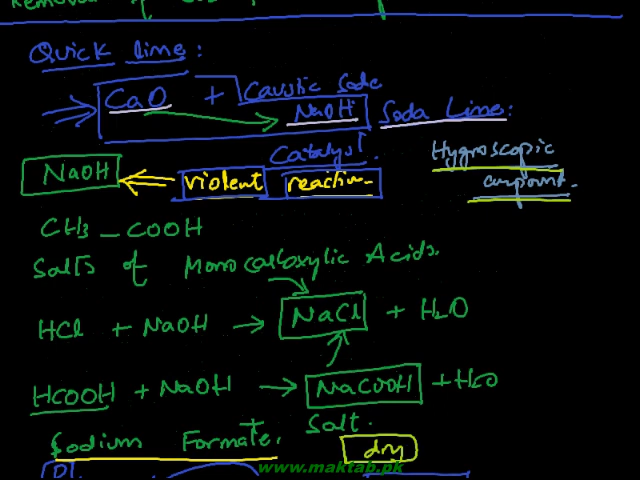 Quick lime:
CaO + Caustic Soda
NaOH Soda Lime:
Catalyst. Hygroscopic
NaOH violent reaction compound.
CH3 - COOH
Salts of Monocarboxylic Acids.
HCl + NaOH → NaCl + H2O
HCOOH + NaOH → NaCOOH + H2O
Sodium Formate. Salt.
dry
www.maktab.pk